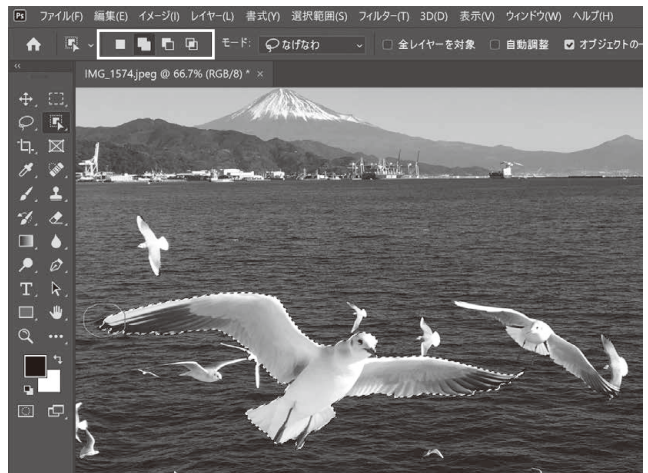 Ps ファイル(F) 編集(E) イメージ(I) レイヤー(L) 書式(Y) 選択範囲(S) フィルター(T) 3D(D) 表示(V) ウィンドウ(W) ヘルプ(H)
モード: なげなわ 全レイヤーを対象 自動調整 オブジェクトの
IMG_1574.jpeg @ 66.7% (RGB/8) * ×
T